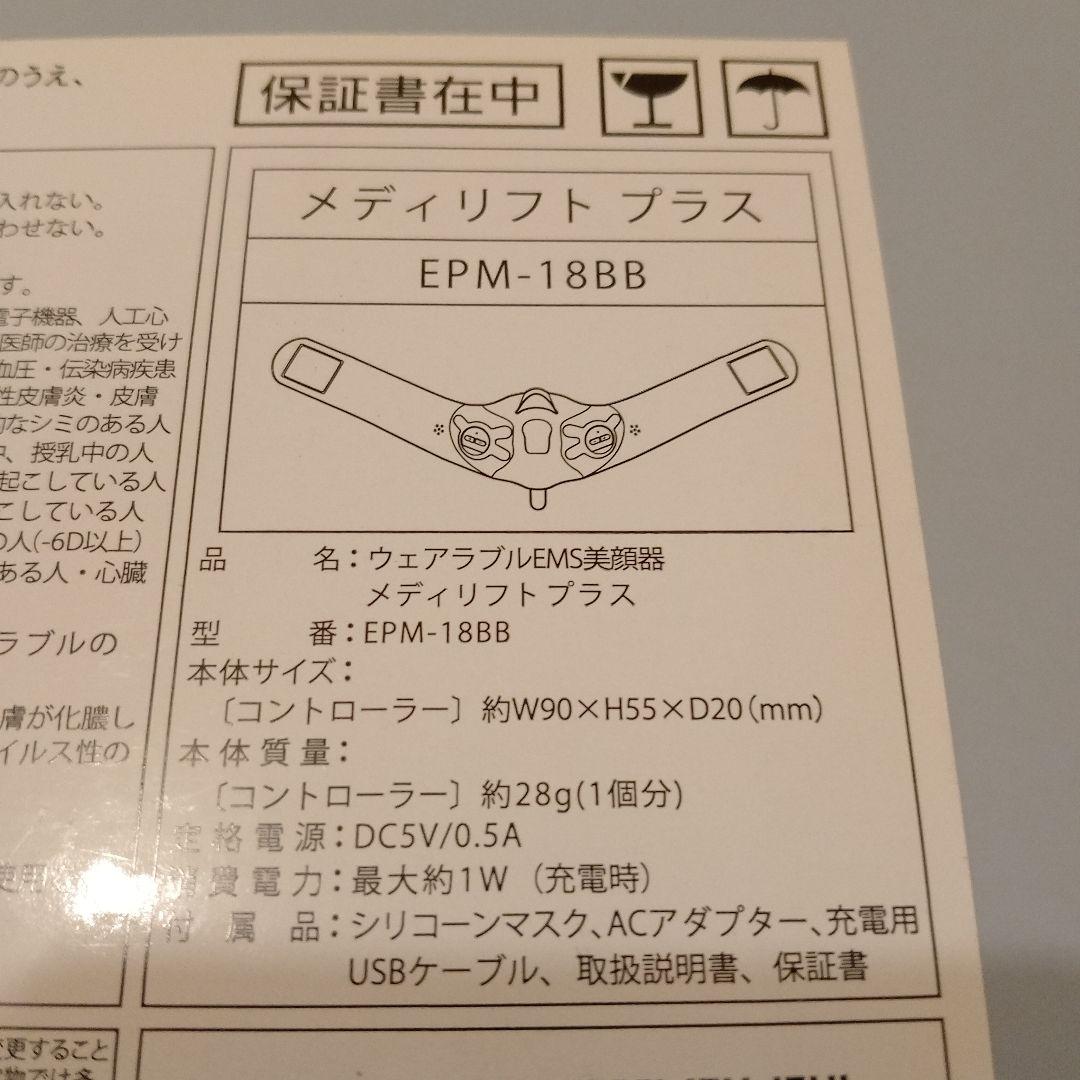 のうえ、
入れない。
わせない。
す。
電子機器、人工心
医師の治療を受け
血圧・伝染病疾患
性皮膚炎・皮膚
的なシミのある人
中、授乳中の人
起こしている人
こしている人
の人(-6D以上)
ある人・心臓
ラブルの
膚が化膿し
イルス性の
使用
変更すること
保証書在中
メディリフト プラス
EPM-18BB
品 名：ウェアラブルEMS美顔器
メディリフト プラス
型 番：EPM-18BB
本体サイズ：
〔コントローラー〕約W90×H55×D20(mm)
本体質量：
〔コントローラー〕約28g(1個分)
定格電源：DC5V/0.5A
消費電力：最大約1W（充電時）
付属品：シリコーンマスク、ACアダプター、充電用
USBケーブル、取扱説明書、保証書